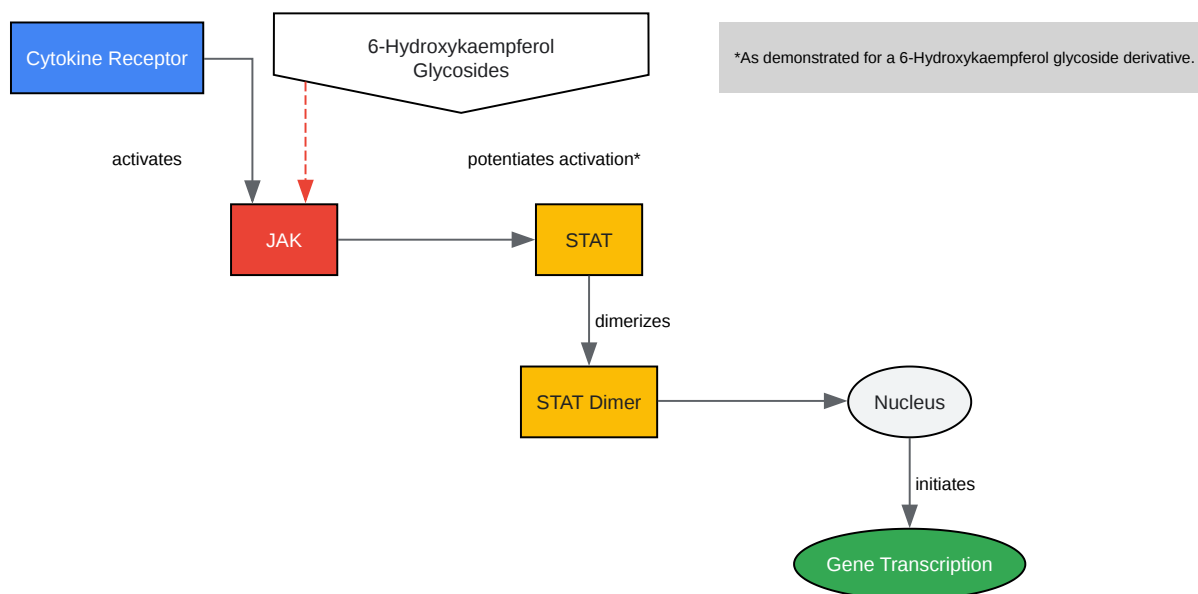 Cytokine Receptor
6-Hydroxykaempferol
Glycosides
*As demonstrated for a 6-Hydroxykaempferol glycoside derivative.
activates
potentiates activation*
JAK
STAT
dimerizes
STAT Dimer
Nucleus
initiates
Gene Transcription